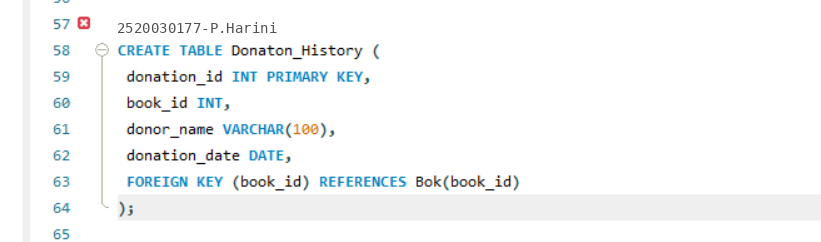 57 2520030177-P.Harini
58 CREATE TABLE Donaton_History (
59 donation_id INT PRIMARY KEY,
60 book_id INT,
61 donor_name VARCHAR(100),
62 donation_date DATE,
63 FOREIGN KEY (book_id) REFERENCES Bok(book_id)
64 );
65